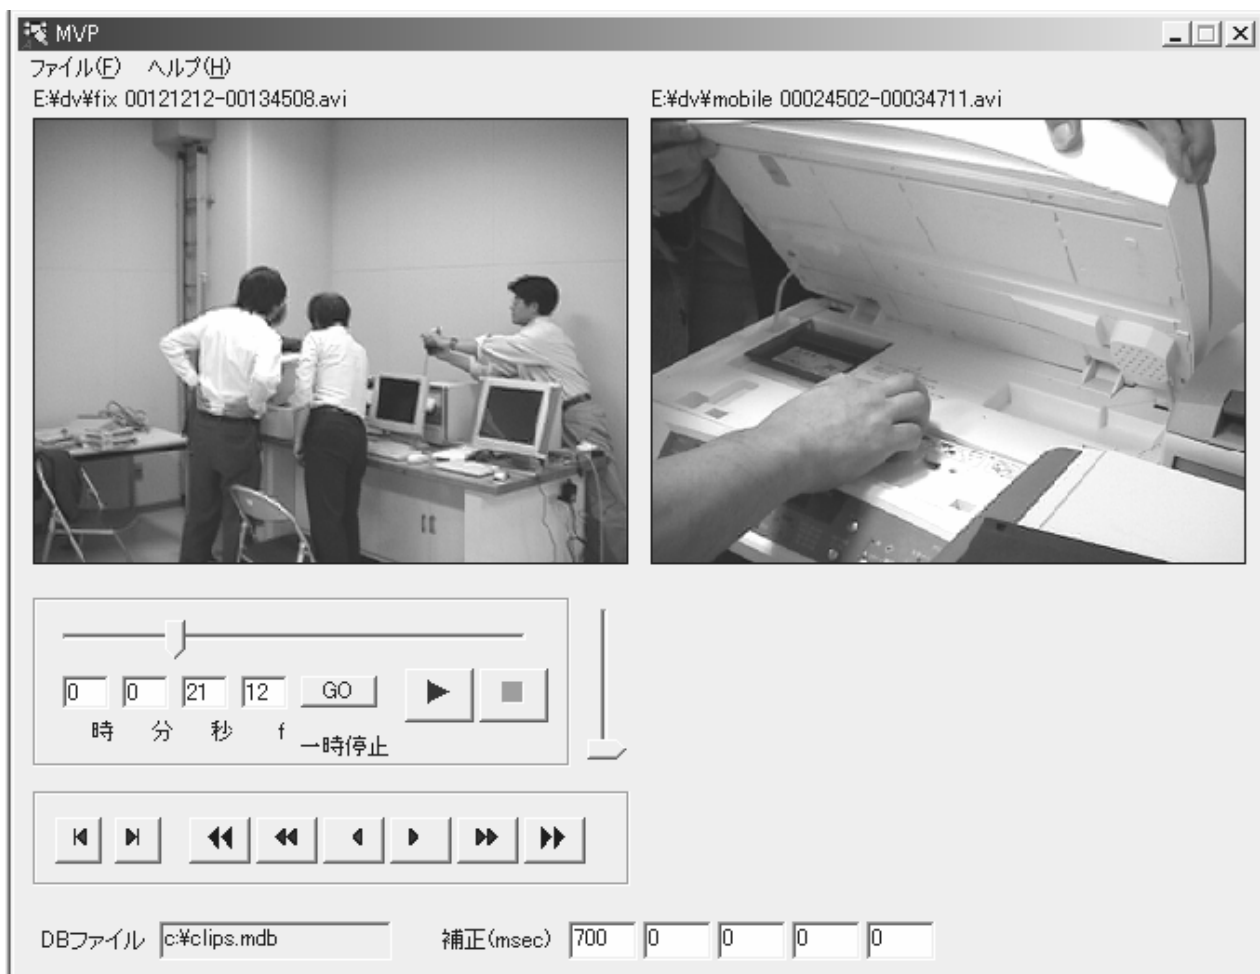 MVP
ファイル(F) ヘルプ(H)
E:¥dv¥fix 00121212-00134508.avi
E:¥dv¥mobile 00024502-00034711.avi
0 0 21 12 GO
時 分 秒 f 一時停止
DBファイル c:¥clips.mdb 補正(msec) 700 0 0 0 0